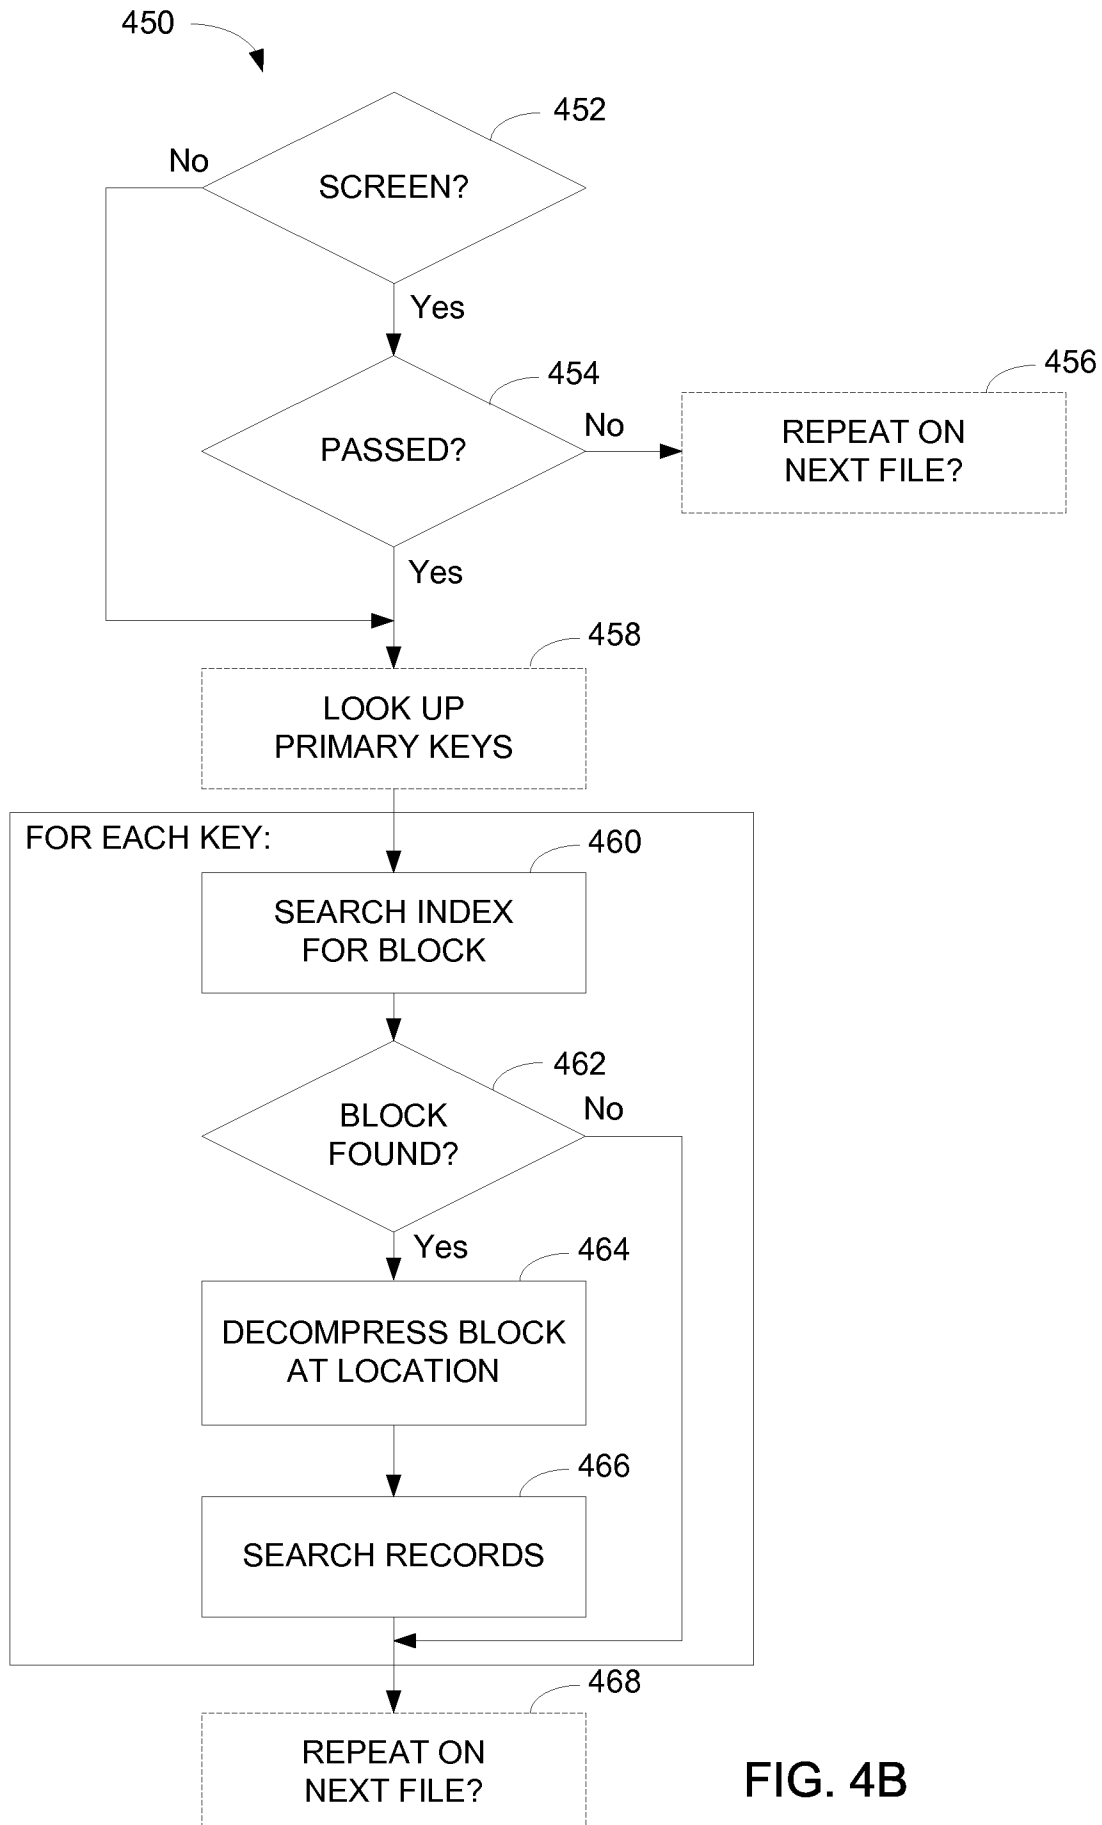 450
452
No
SCREEN?
Yes
454
456
PASSED?
No
REPEAT ON
NEXT FILE?
Yes
458
LOOK UP
PRIMARY KEYS
FOR EACH KEY:
460
SEARCH INDEX
FOR BLOCK
462
No
BLOCK
FOUND?
Yes
464
DECOMPRESS BLOCK
AT LOCATION
466
SEARCH RECORDS
468
REPEAT ON
NEXT FILE?
FIG. 4B